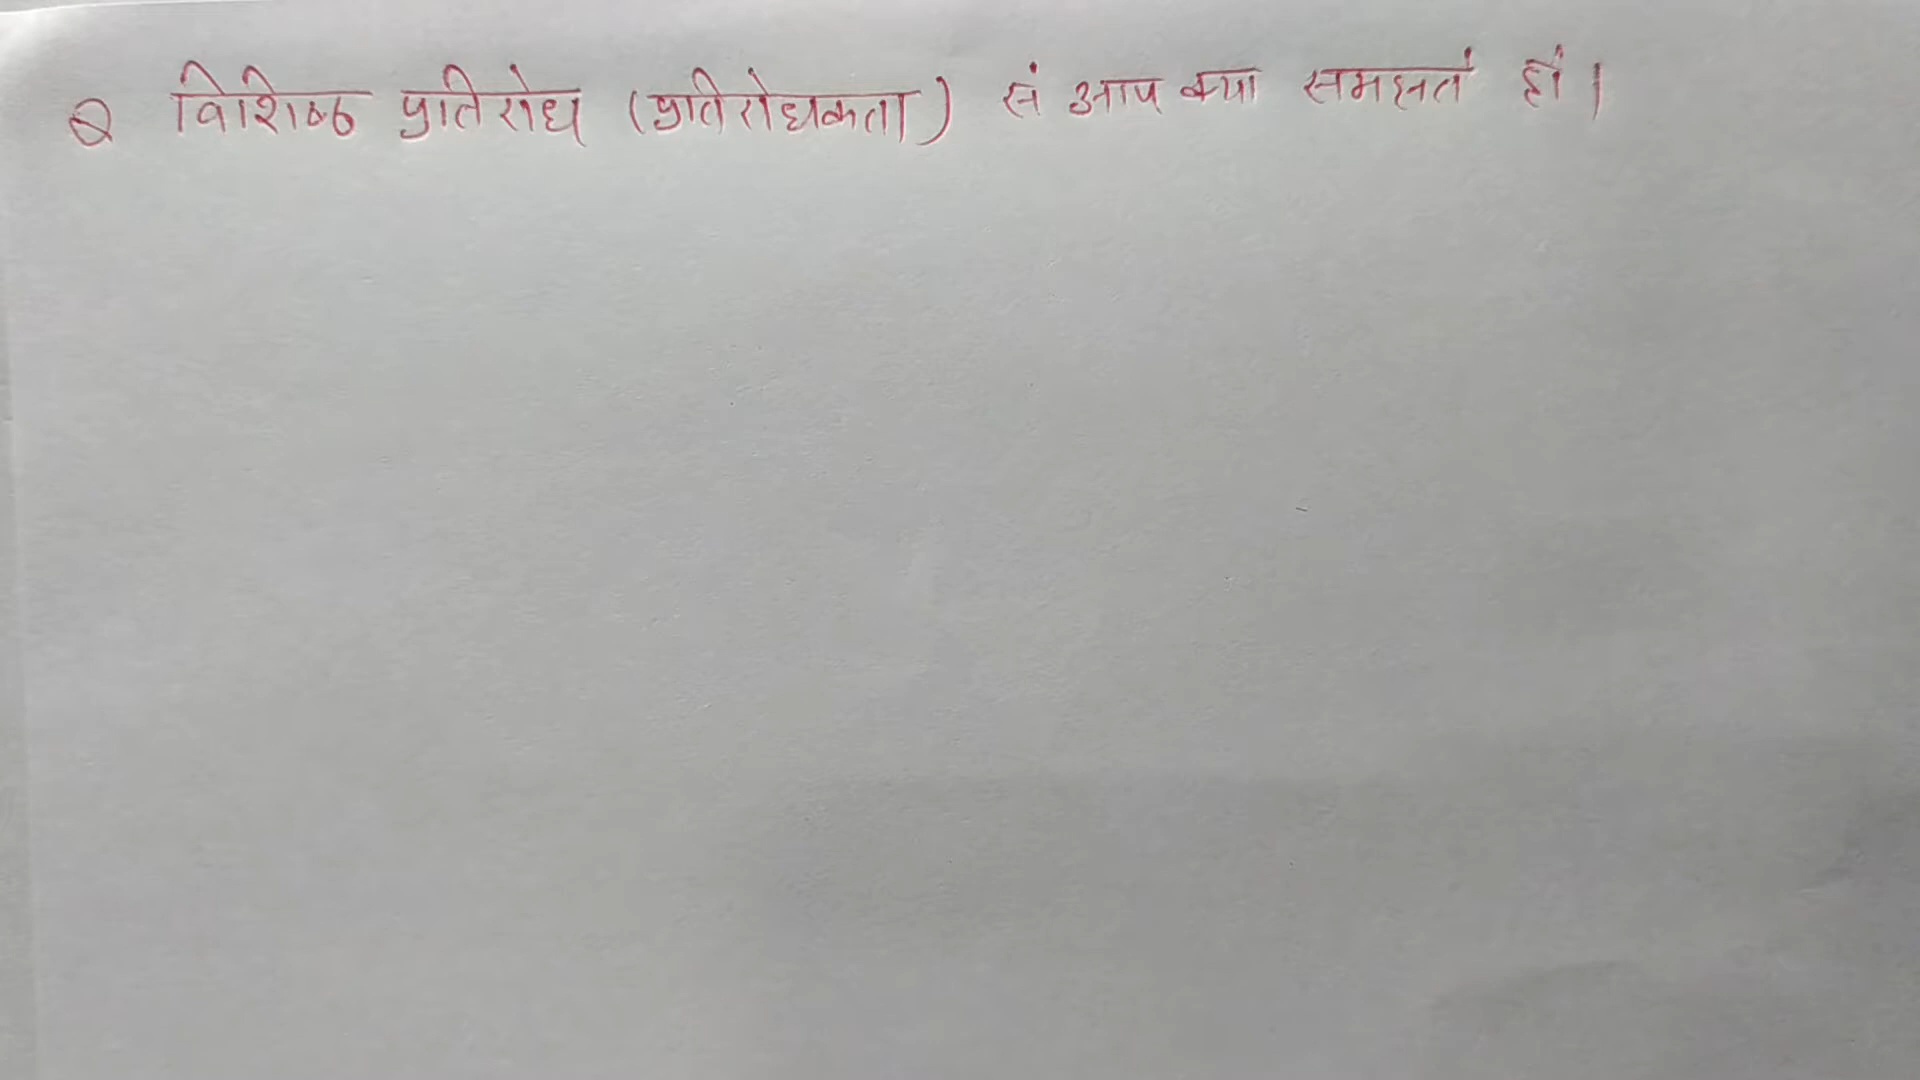 Q विशिष्ठ प्रतिरोध (प्रतिरोधकता) सें आप क्या समझतें हों।